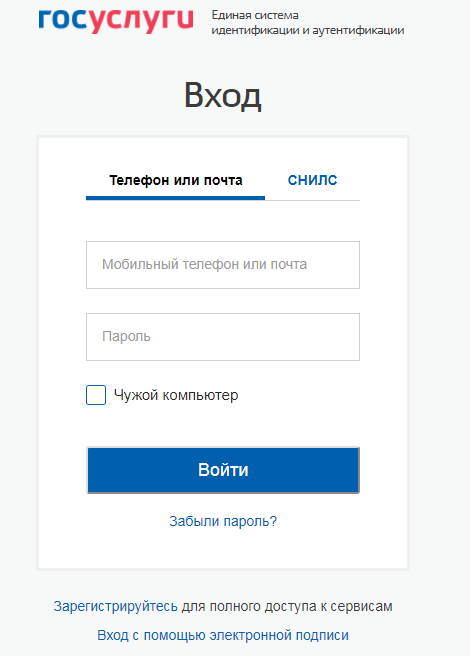 госуслуги
Единая система
идентификации и аутентификации
Вход
Телефон или почта СНИЛС
Мобильный телефон или почта
Пароль
Чужой компьютер
Войти
Забыли пароль?
Зарегистрируйтесь для полного доступа к сервисам
Вход с помощью электронной подписи